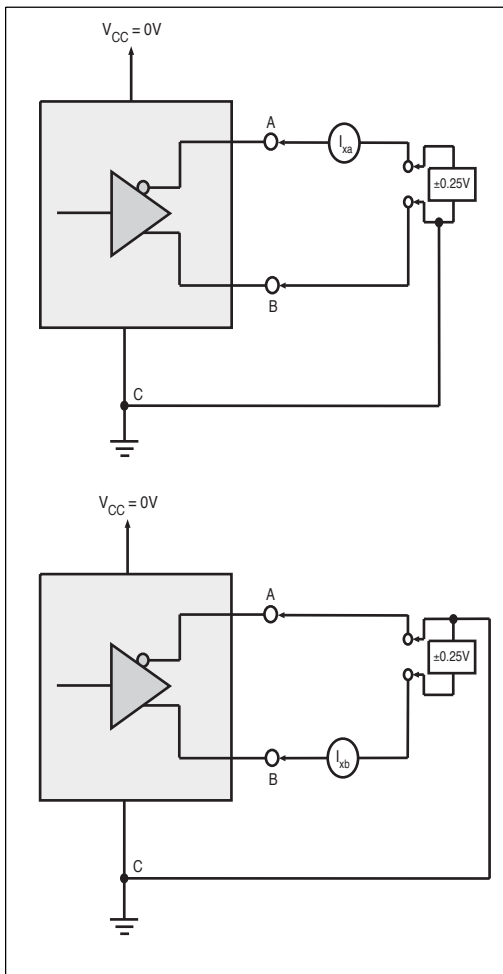 V_CC = 0V
A
I_xa
±0.25V
B
C
V_CC = 0V
A
±0.25V
B
I_xb
C